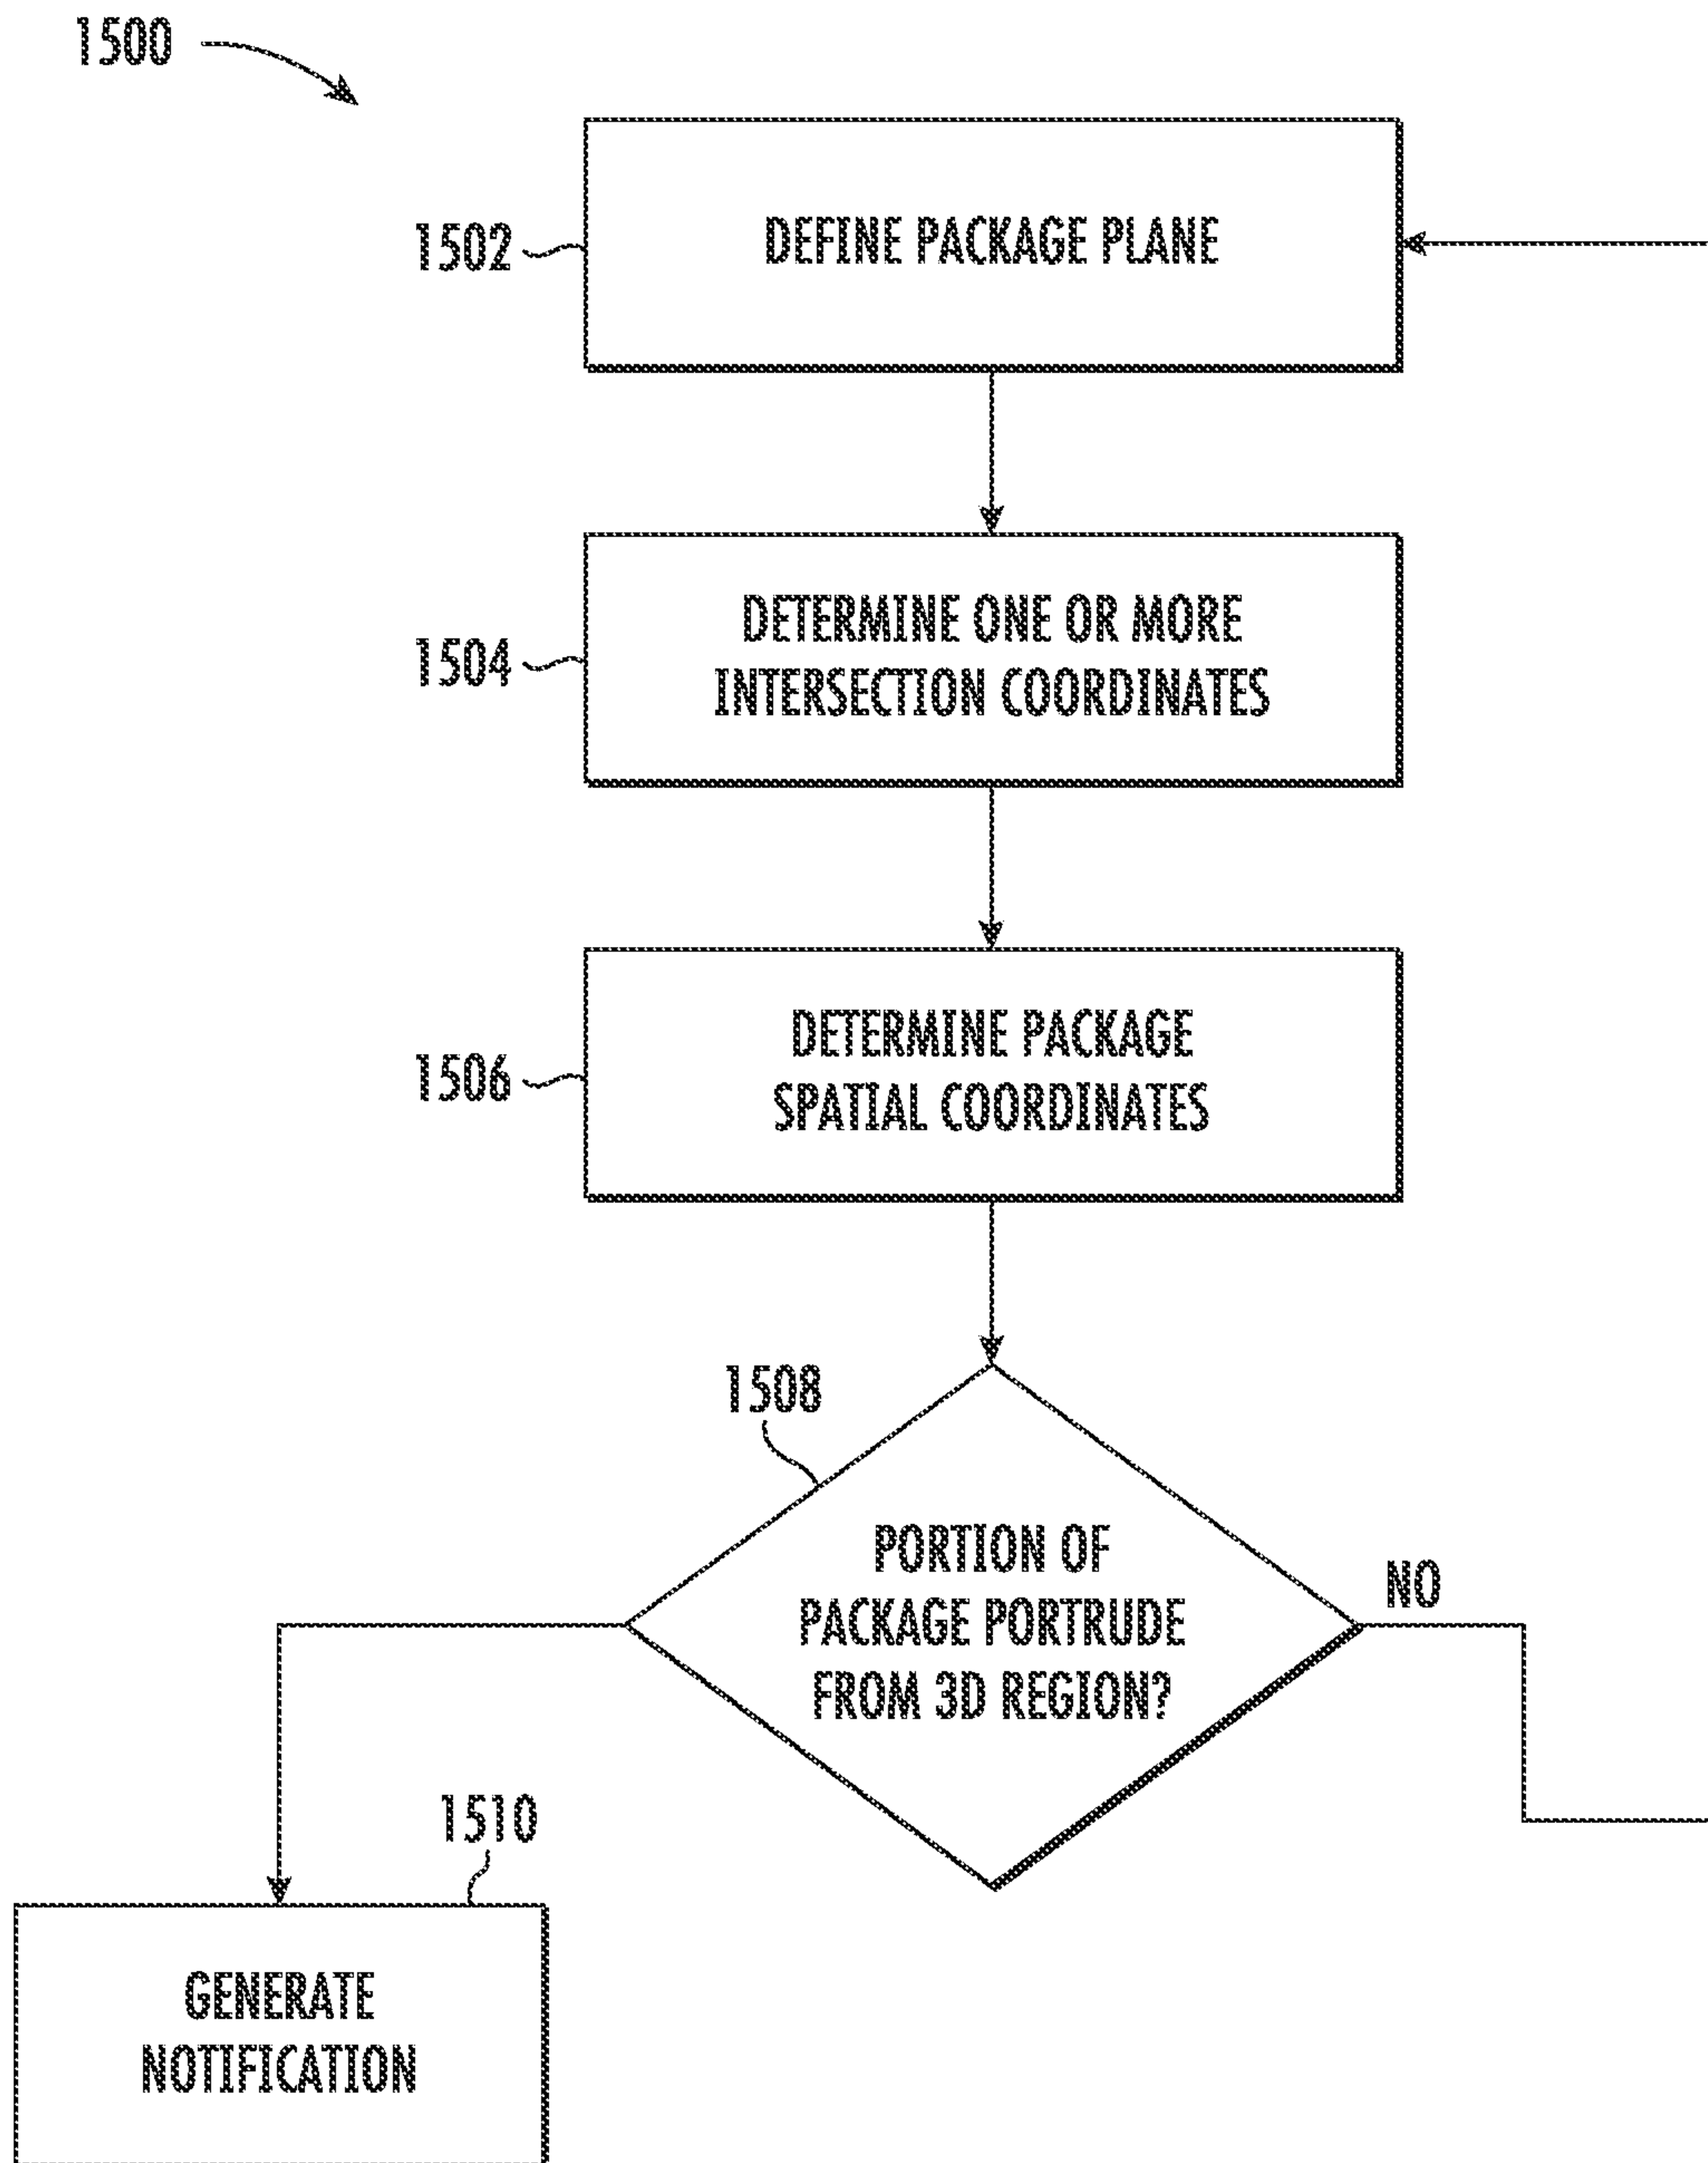 1500
1502
DEFINE PACKAGE PLANE
1504
DETERMINE ONE OR MORE
INTERSECTION COORDINATES
1506
DETERMINE PACKAGE
SPATIAL COORDINATES
1508
PORTION OF
PACKAGE PORTRUDE
FROM 3D REGION?
NO
1510
GENERATE
NOTIFICATION